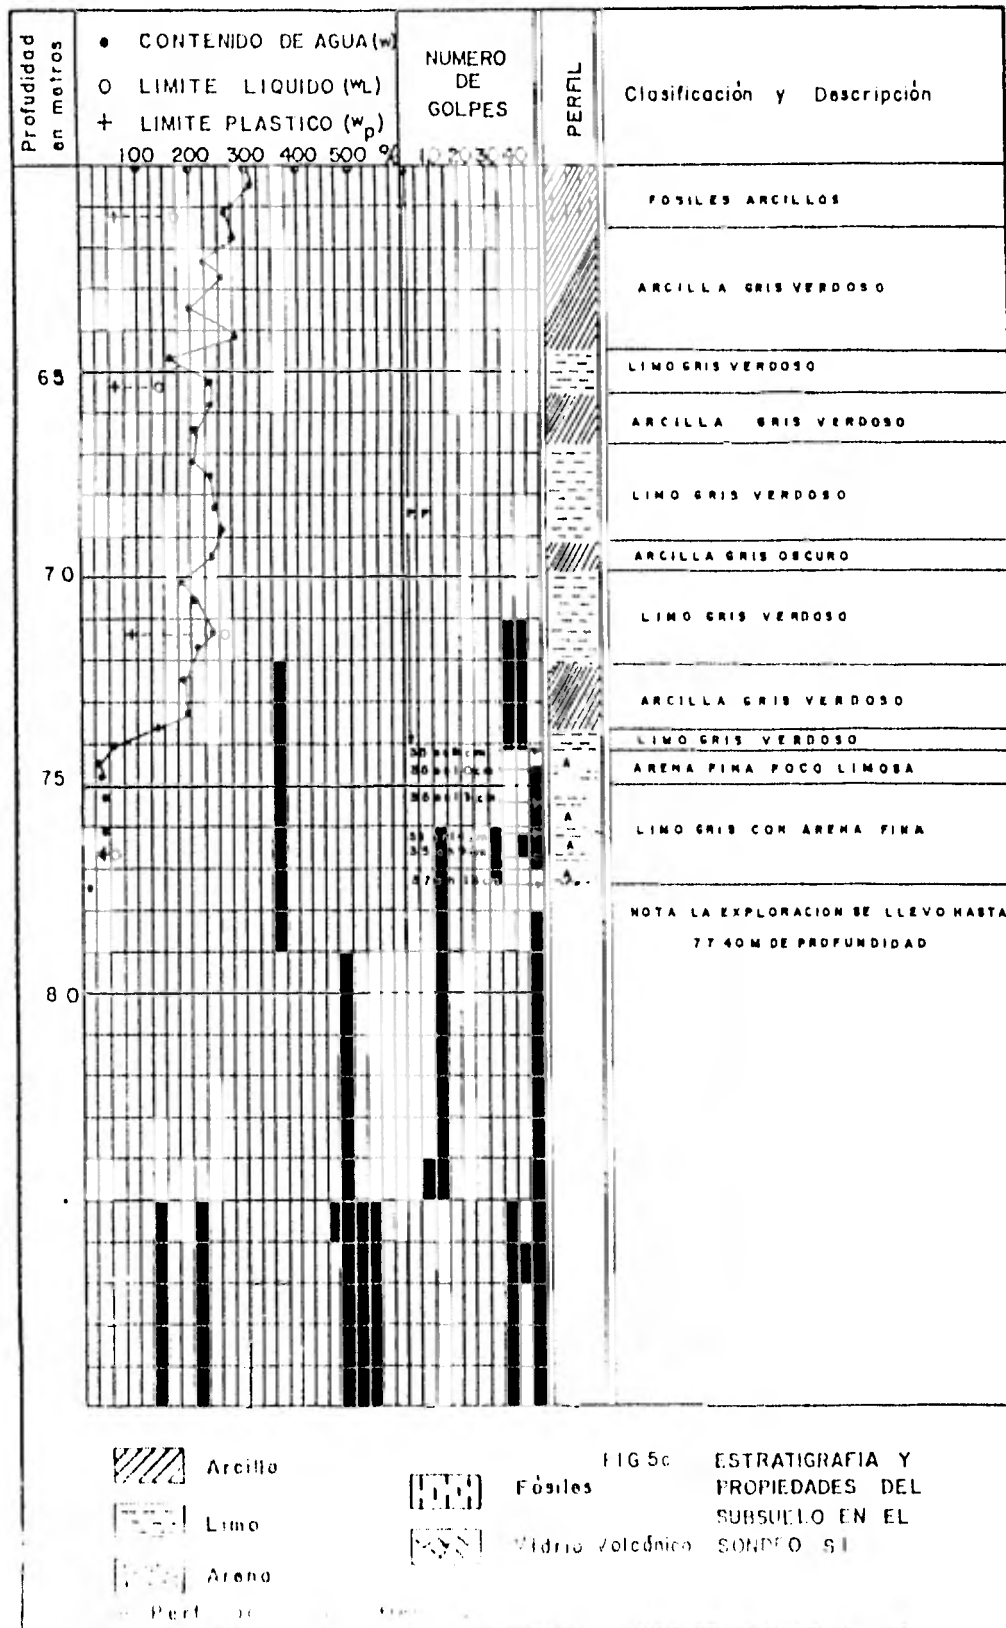 Profudidad
en metros
• CONTENIDO DE AGUA (w)
O LIMITE LIQUIDO (wL)
+ LIMITE PLASTICO (wp)
100 200 300 400 500 %
NUMERO
DE
GOLPES
10 20 30 40
PERFIL
Clasificación y Descripción
FOSILES ARCILLOS
ARCILLA GRIS VERDOSO
65
LIMO GRIS VERDOSO
ARCILLA GRIS VERDOSO
LIMO GRIS VERDOSO
ARCILLA GRIS OSCURO
70
LIMO GRIS VERDOSO
ARCILLA GRIS VERDOSO
LIMO GRIS VERDOSO
75
ARENA FINA POCO LIMOSA
LIMO GRIS CON ARENA FINA
A
A
A
A
NOTA LA EXPLORACION SE LLEVO HASTA
77 40 M DE PROFUNDIDAD
80
Arcilla
Limo
Arena
Fósiles
Vidrio Volcánico
FIG 5c ESTRATIGRAFIA Y
PROPIEDADES DEL
SUBSUELO EN EL
SONDEO S1